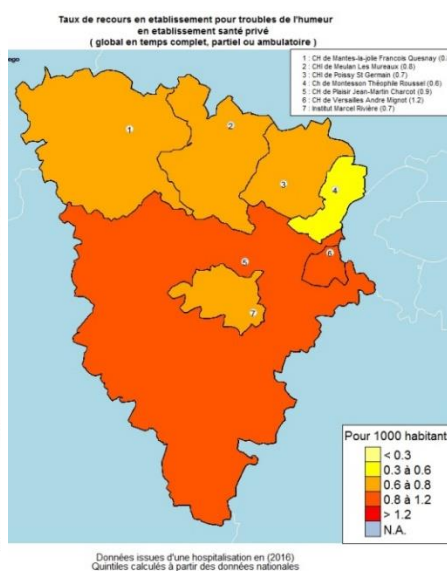 Taux de recours en etablissement pour troubles de l'humeur
en etablissement santé privé
( global en temps complet, partiel ou ambulatoire )
1 : CH de Mantes-la-jolie Francois Quesnay (0.
2 : CHI de Meulan Les Mureaux (0.8)
3 : CHI de Poissy St Germain (0.7)
4 : CH de Montesson Théophile Roussel (0.6)
5 : CH de Plaisir Jean-Martin Charcot (0.9)
6 : CH de Versailles Andre Mignot (1.2)
7 : Institut Marcel Rivière (0.7)
1
2
3
4
5
6
7
Pour 1000 habitant
< 0.3
0.3 à 0.6
0.6 à 0.8
0.8 à 1.2
> 1.2
N.A.
Données issues d'une hospitalisation en (2016)
Quintiles calculés à partir des données nationales